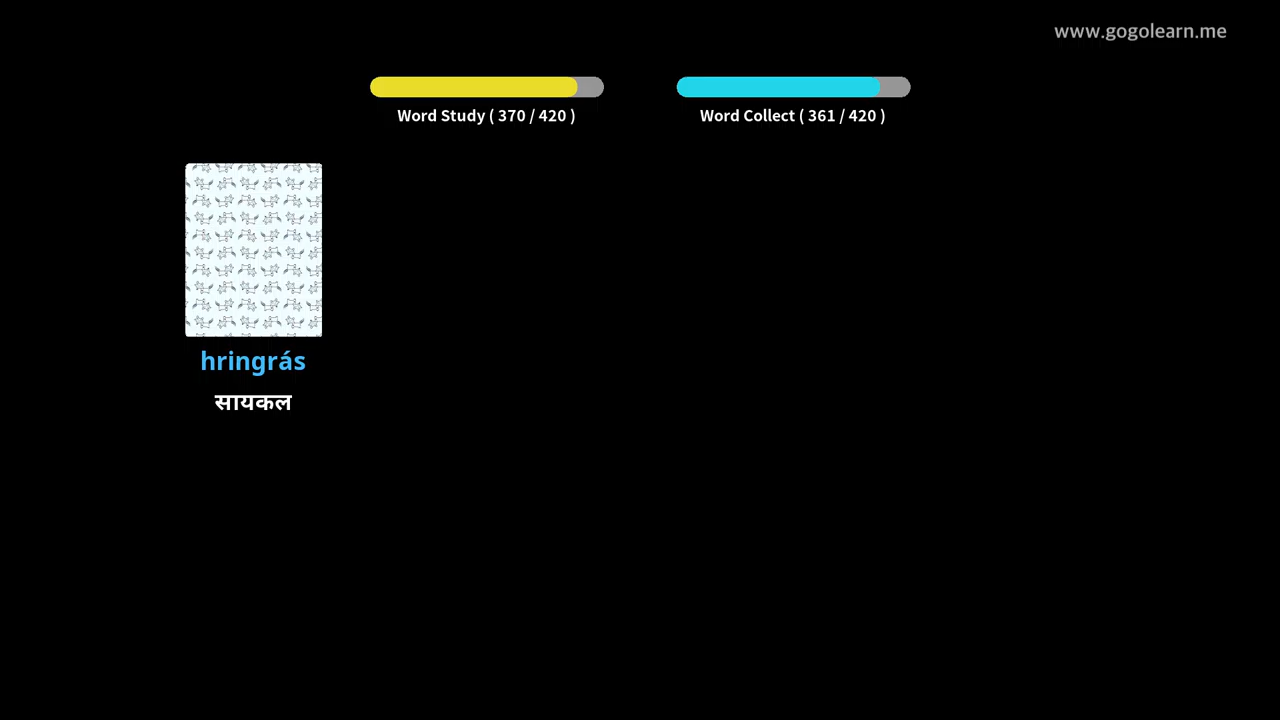 www.gogolearn.me
Word Study ( 370 / 420 )
Word Collect ( 361 / 420 )
hringrás
सायकल